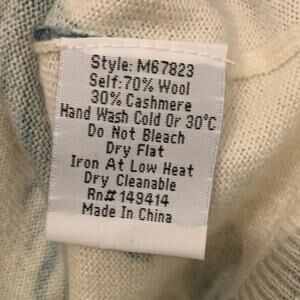 Style: M67823
Self:70% Wool
30% Cashmere
Hand Wash Cold Or 30°C
Do Not Bleach
Dry Flat
Iron At Low Heat
Dry Cleanable
Rn# 149414
Made In China